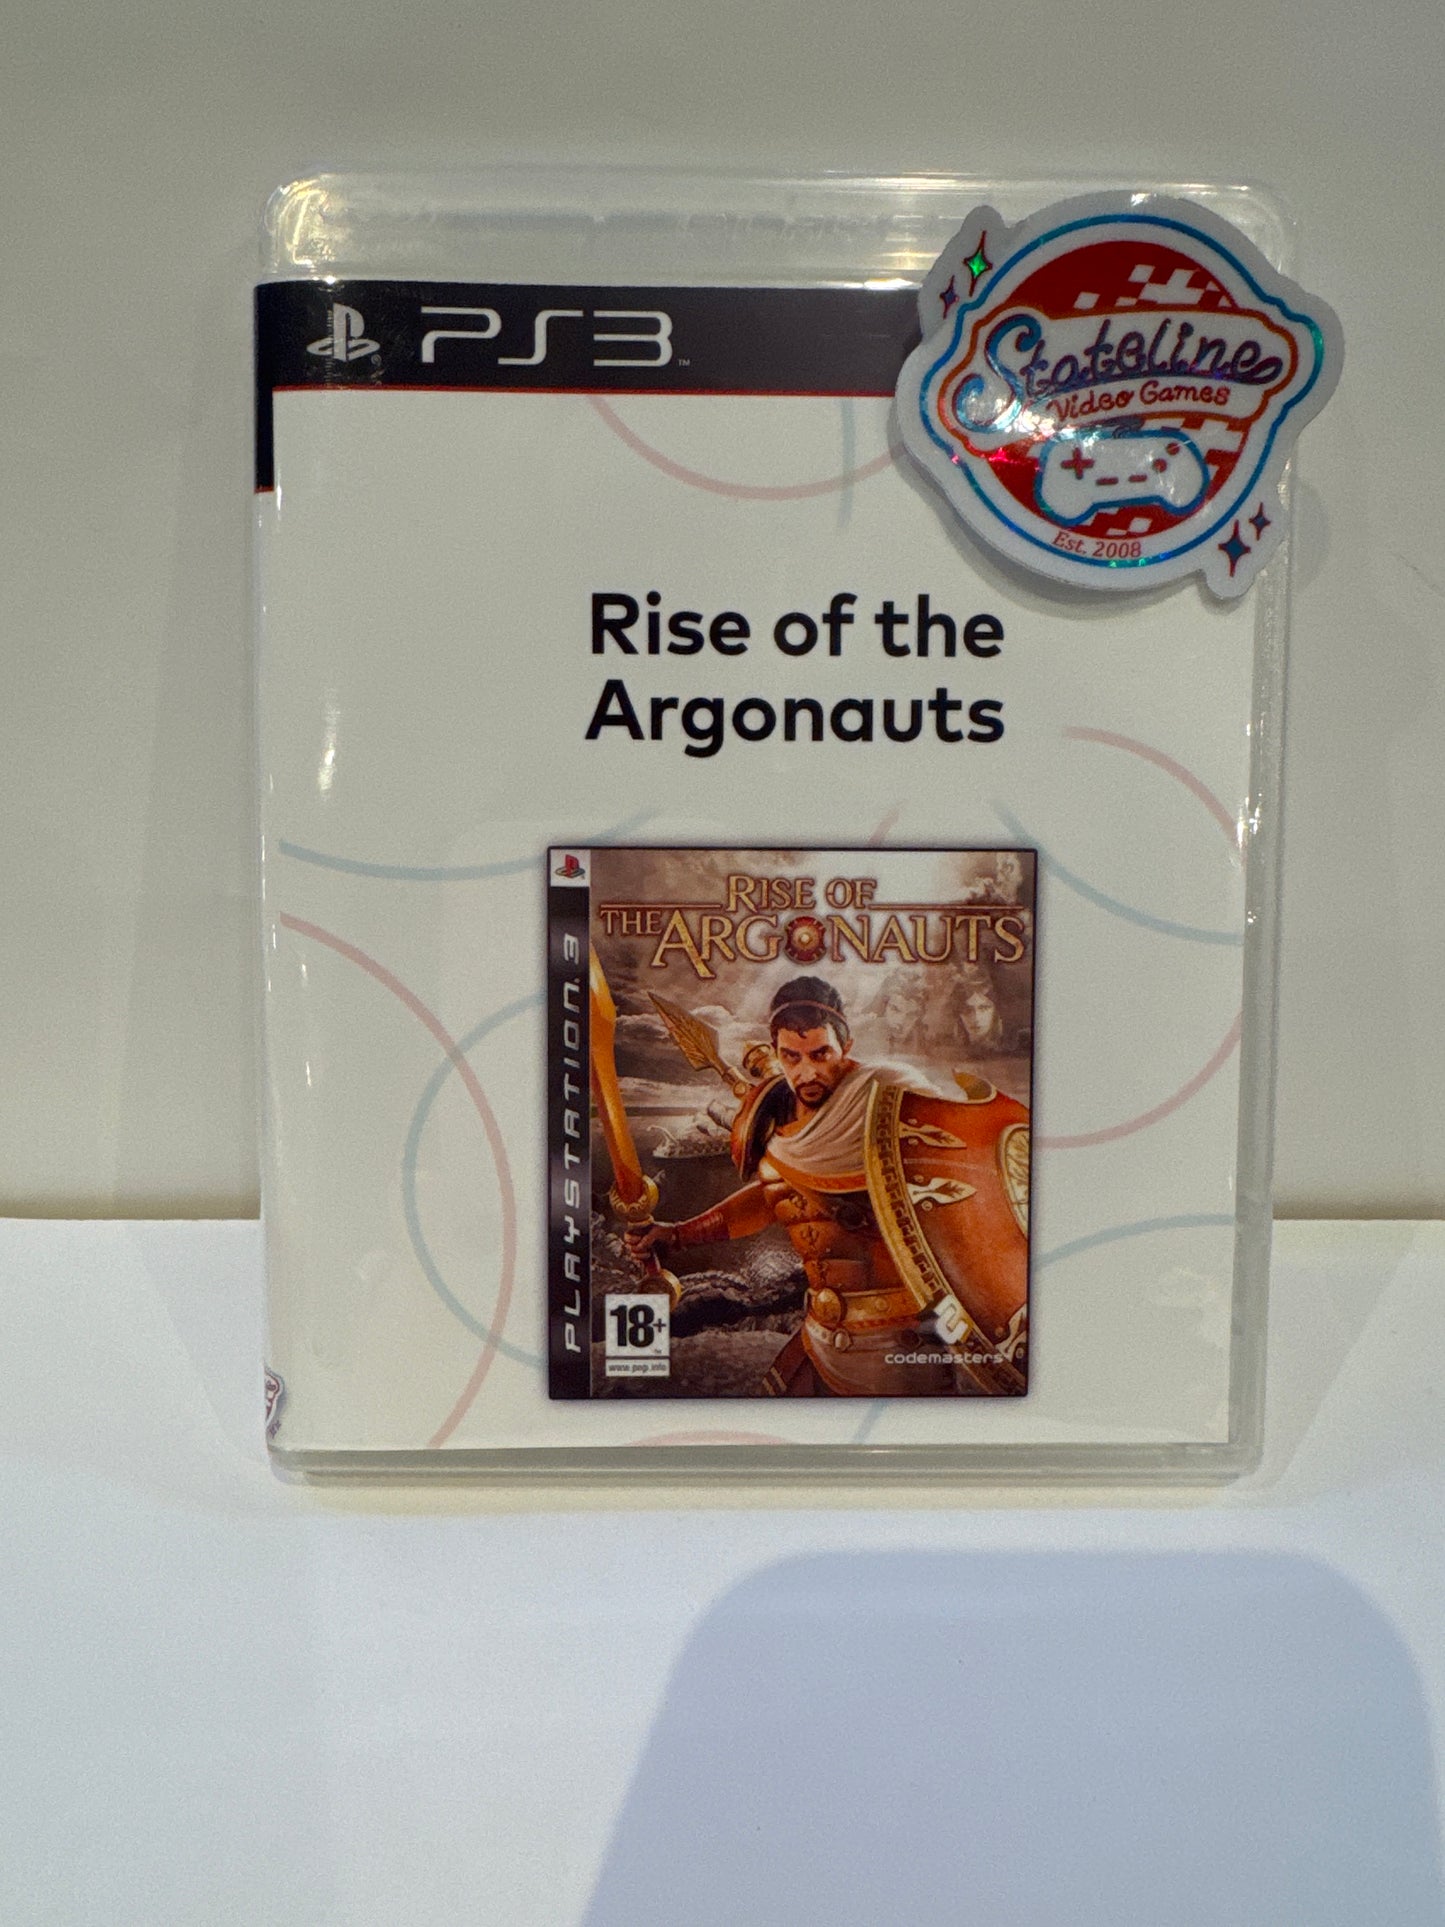 PS3
Stateline
Video Games
Est. 2008
Rise of the
Argonauts
RISE OF
THE ARGONAUTS
PLAYSTATION 3
18+
www.pegi.info
codemasters